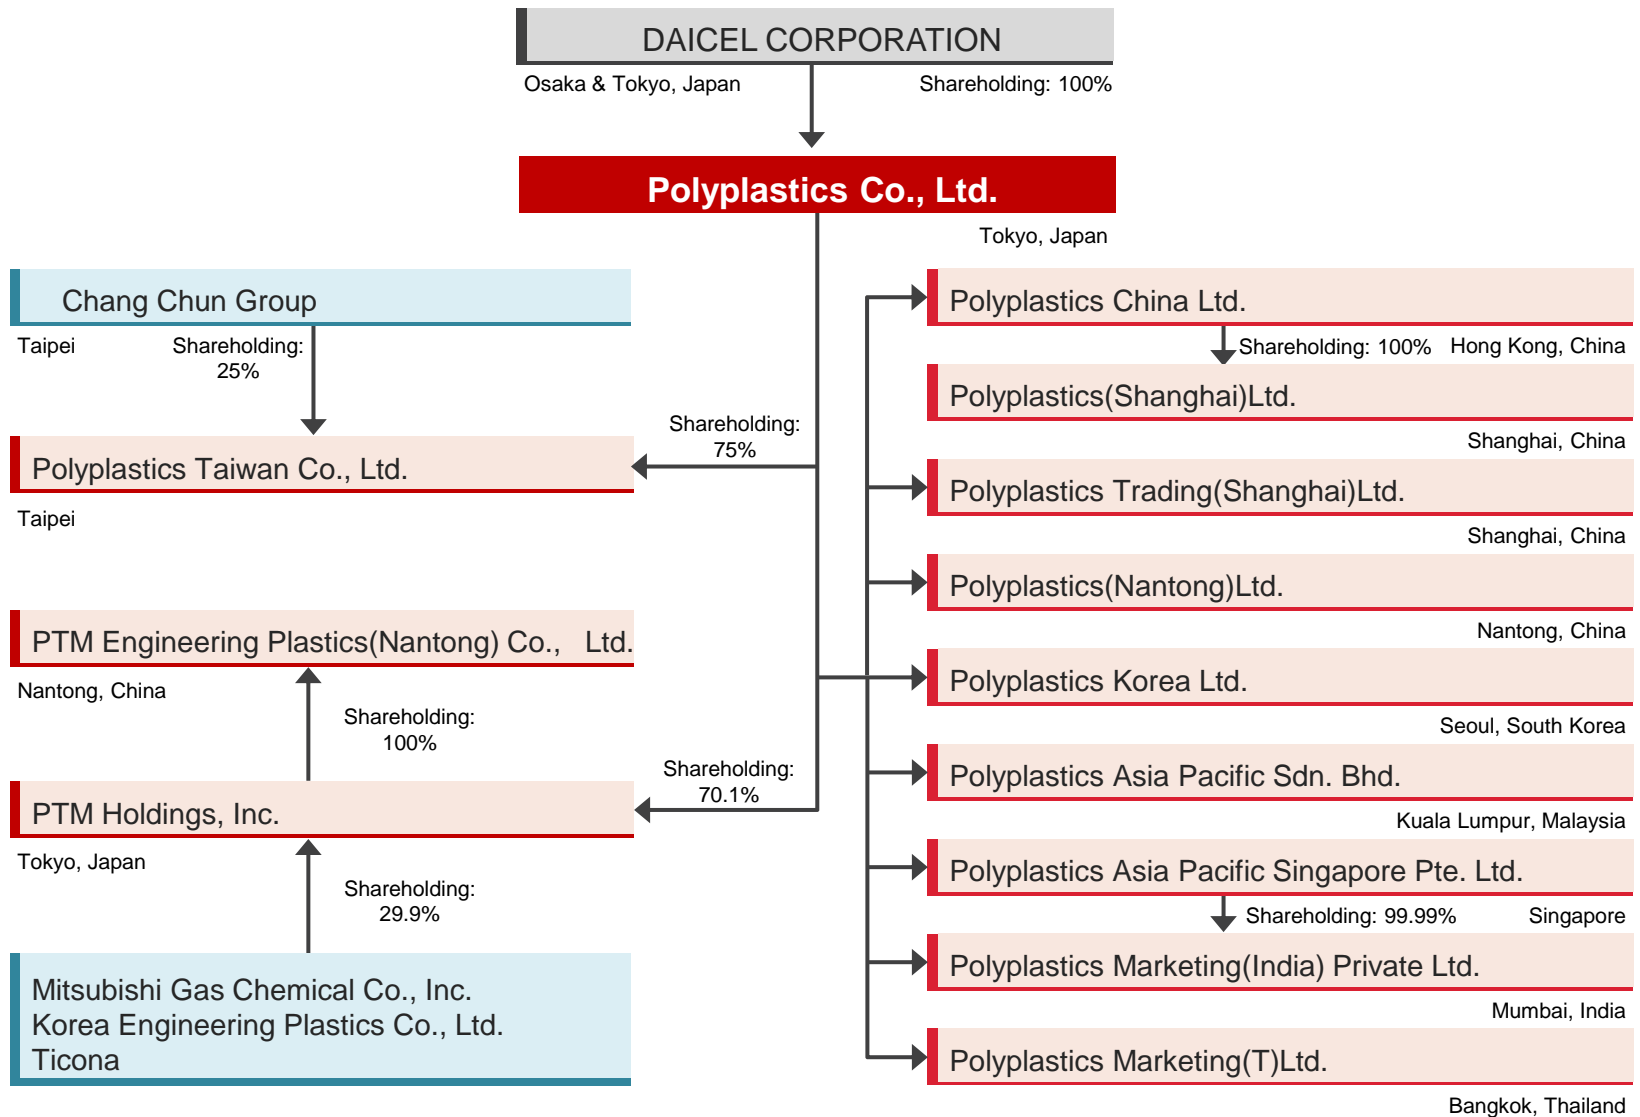 DAICEL CORPORATION
Osaka & Tokyo, Japan
Shareholding: 100%
Polyplastics Co., Ltd.
Tokyo, Japan
Chang Chun Group
Taipei
Shareholding:
25%
Polyplastics Taiwan Co., Ltd.
Taipei
Shareholding:
75%
PTM Engineering Plastics(Nantong) Co., Ltd.
Nantong, China
Shareholding:
100%
PTM Holdings, Inc.
Tokyo, Japan
Shareholding:
70.1%
Shareholding:
29.9%
Mitsubishi Gas Chemical Co., Inc.
Korea Engineering Plastics Co., Ltd.
Ticona
Polyplastics China Ltd.
Shareholding: 100%
Hong Kong, China
Polyplastics(Shanghai)Ltd.
Shanghai, China
Polyplastics Trading(Shanghai)Ltd.
Shanghai, China
Polyplastics(Nantong)Ltd.
Nantong, China
Polyplastics Korea Ltd.
Seoul, South Korea
Polyplastics Asia Pacific Sdn. Bhd.
Kuala Lumpur, Malaysia
Polyplastics Asia Pacific Singapore Pte. Ltd.
Shareholding: 99.99%
Singapore
Polyplastics Marketing(India) Private Ltd.
Mumbai, India
Polyplastics Marketing(T)Ltd.
Bangkok, Thailand